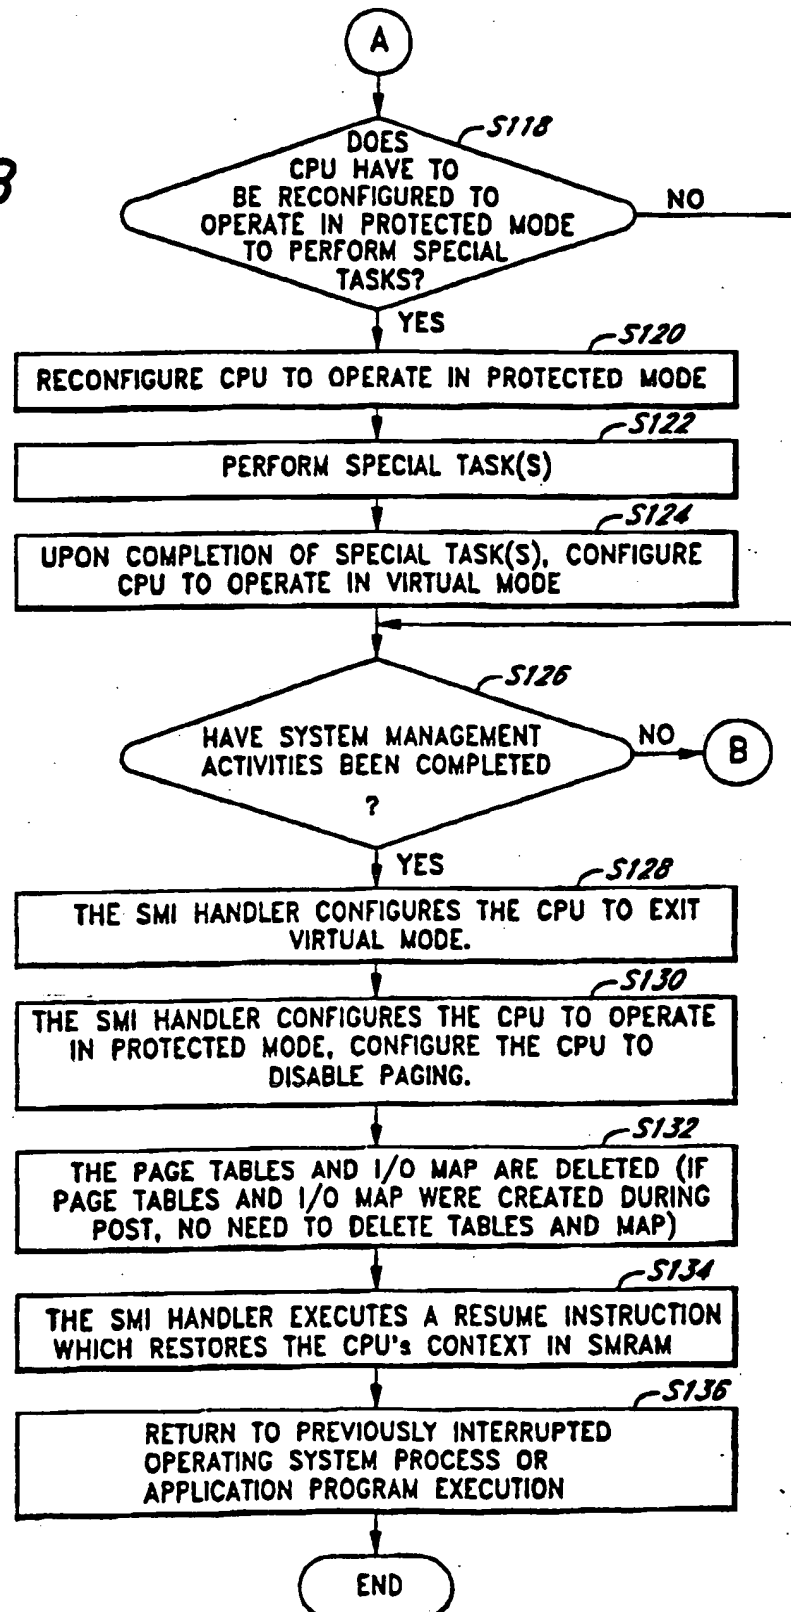 A
S118
B
DOES
CPU HAVE TO
BE RECONFIGURED TO
OPERATE IN PROTECTED MODE
TO PERFORM SPECIAL
TASKS?
NO
YES
S120
RECONFIGURE CPU TO OPERATE IN PROTECTED MODE
S122
PERFORM SPECIAL TASK(S)
S124
UPON COMPLETION OF SPECIAL TASK(S), CONFIGURE
CPU TO OPERATE IN VIRTUAL MODE
S126
HAVE SYSTEM MANAGEMENT
ACTIVITIES BEEN COMPLETED
?
NO
B
YES
S128
THE SMI HANDLER CONFIGURES THE CPU TO EXIT
VIRTUAL MODE.
S130
THE SMI HANDLER CONFIGURES THE CPU TO OPERATE
IN PROTECTED MODE, CONFIGURE THE CPU TO
DISABLE PAGING.
S132
THE PAGE TABLES AND I/O MAP ARE DELETED (IF
PAGE TABLES AND I/O MAP WERE CREATED DURING
POST, NO NEED TO DELETE TABLES AND MAP)
S134
THE SMI HANDLER EXECUTES A RESUME INSTRUCTION
WHICH RESTORES THE CPU's CONTEXT IN SMRAM
S136
RETURN TO PREVIOUSLY INTERRUPTED
OPERATING SYSTEM PROCESS OR
APPLICATION PROGRAM EXECUTION
END